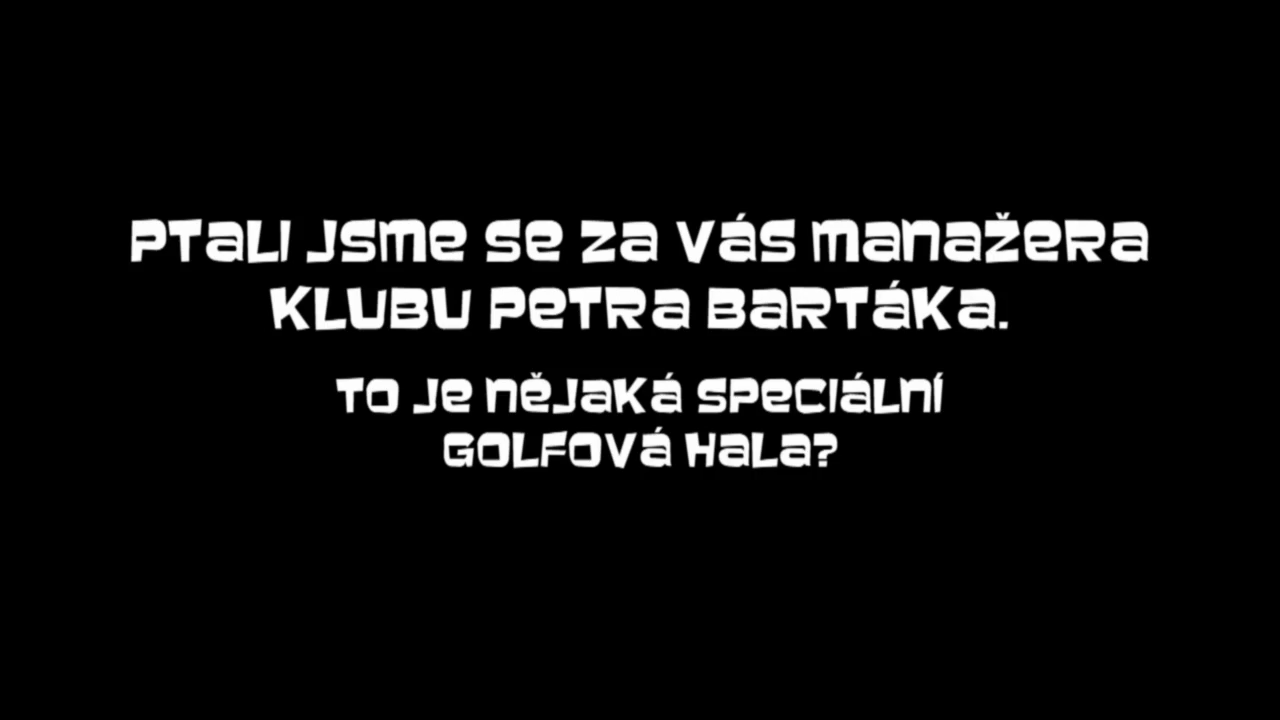 PTALI JSME SE ZA VÁS MANAŽERA
KLUBU PETRA BARTÁKA.
TO JE NĚJAKÁ SPECIÁLNÍ
GOLFOVÁ HALA?